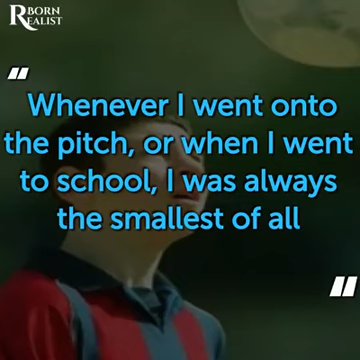 BORN
REALIST
"
Whenever I went onto
the pitch, or when I went
to school, I was always
the smallest of all
"